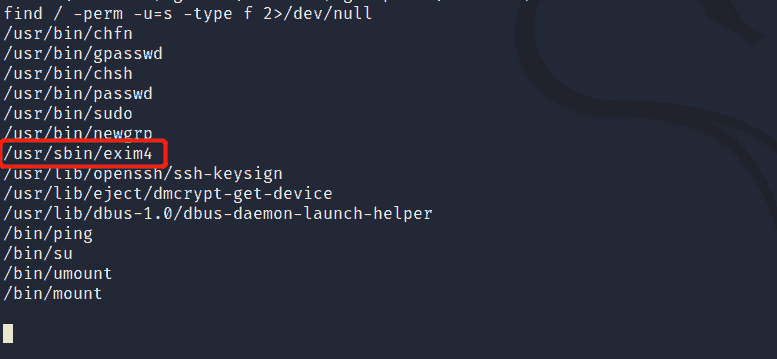 find / -perm -u=s -type f 2>/dev/null
/usr/bin/chfn
/usr/bin/gpasswd
/usr/bin/chsh
/usr/bin/passwd
/usr/bin/sudo
/usr/bin/newgrp
/usr/sbin/exim4
/usr/lib/openssh/ssh-keysign
/usr/lib/eject/dmcrypt-get-device
/usr/lib/dbus-1.0/dbus-daemon-launch-helper
/bin/ping
/bin/su
/bin/umount
/bin/mount